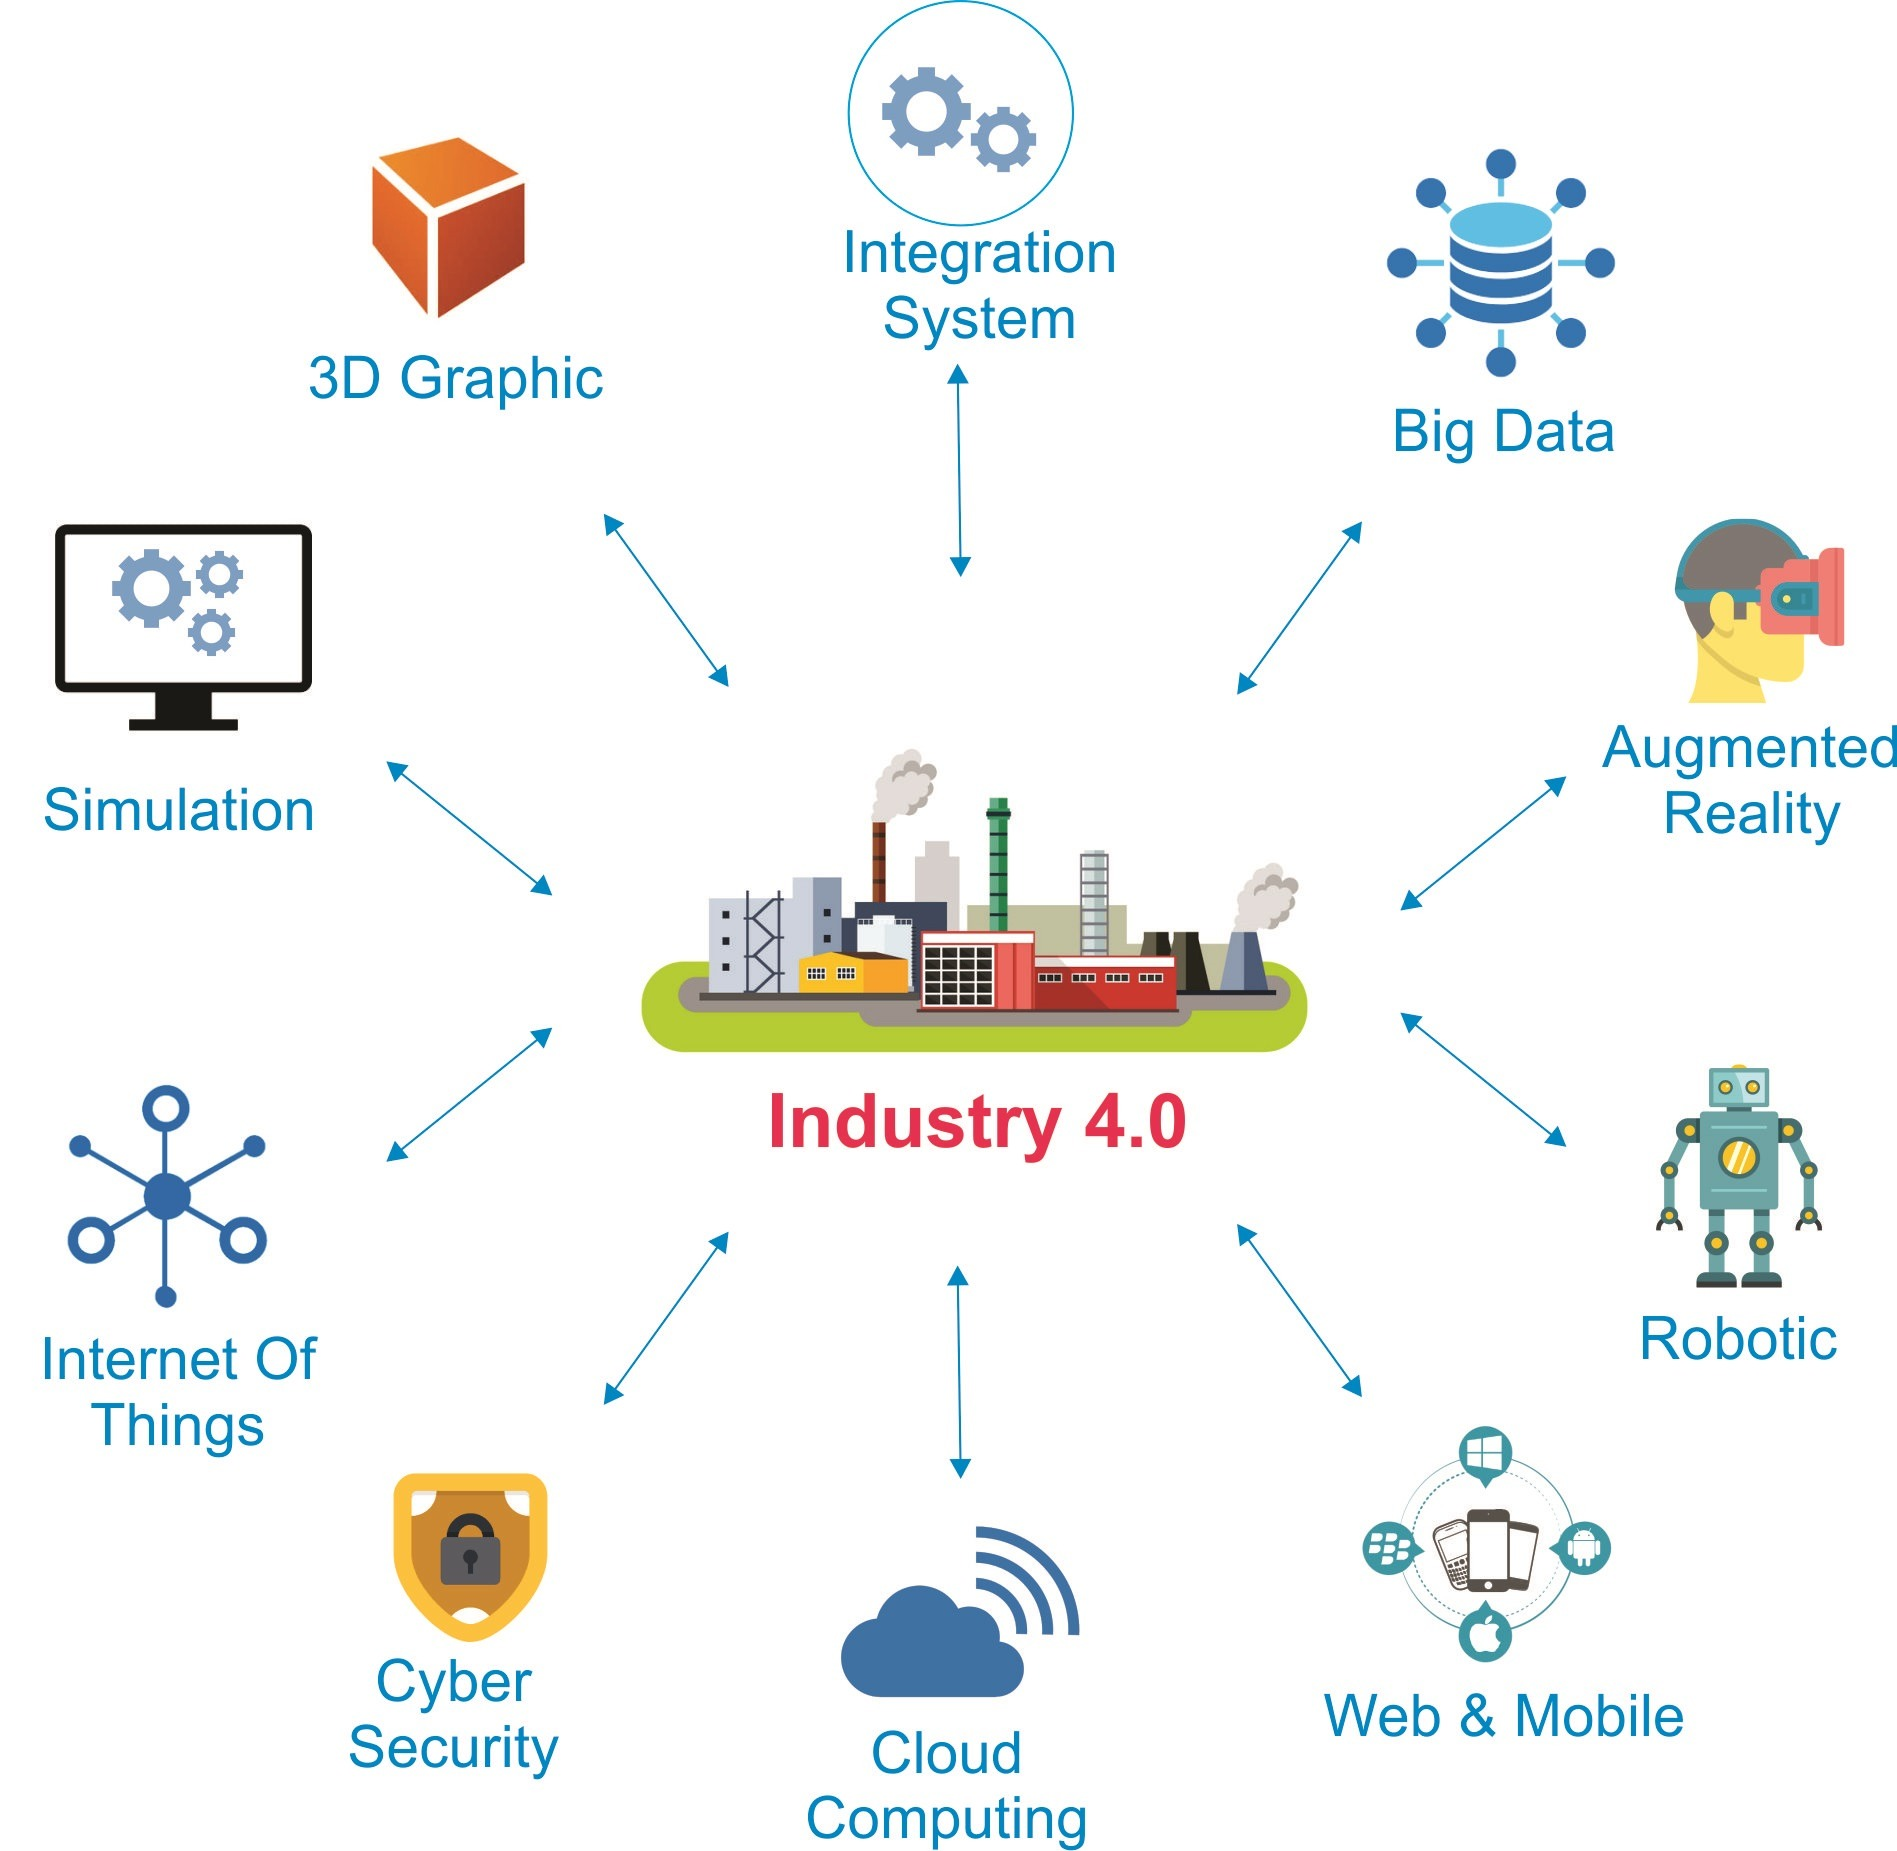 Integration
System
3D Graphic
Big Data
Augmented
Reality
Simulation
Industry 4.0
Robotic
Internet Of
Things
Cyber
Security
Web & Mobile
Cloud
Computing